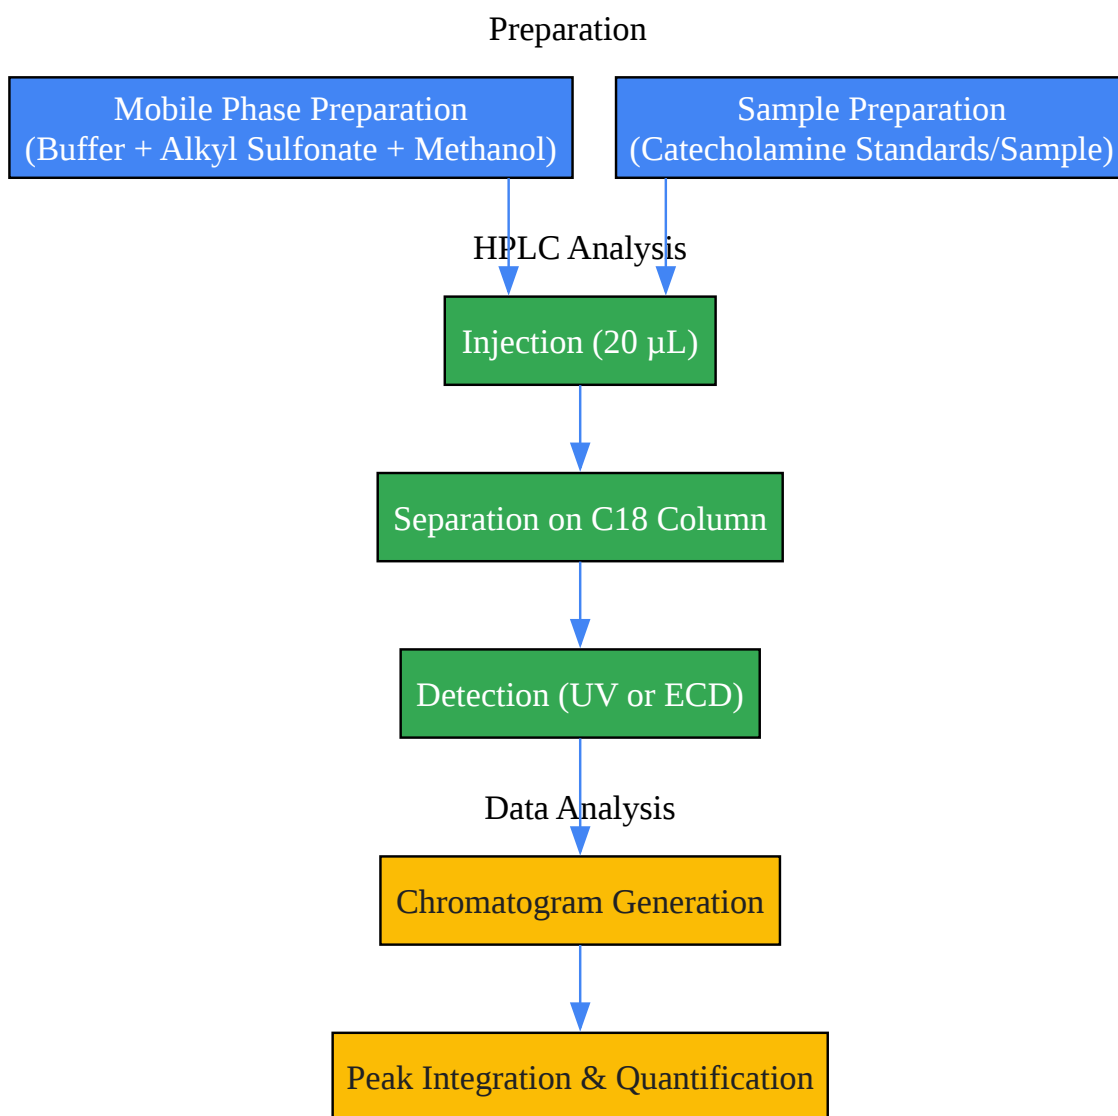 Preparation
Mobile Phase Preparation
(Buffer + Alkyl Sulfonate + Methanol)
Sample Preparation
(Catecholamine Standards/Sample)
HPLC Analysis
Injection (20 µL)
Separation on C18 Column
Detection (UV or ECD)
Data Analysis
Chromatogram Generation
Peak Integration & Quantification